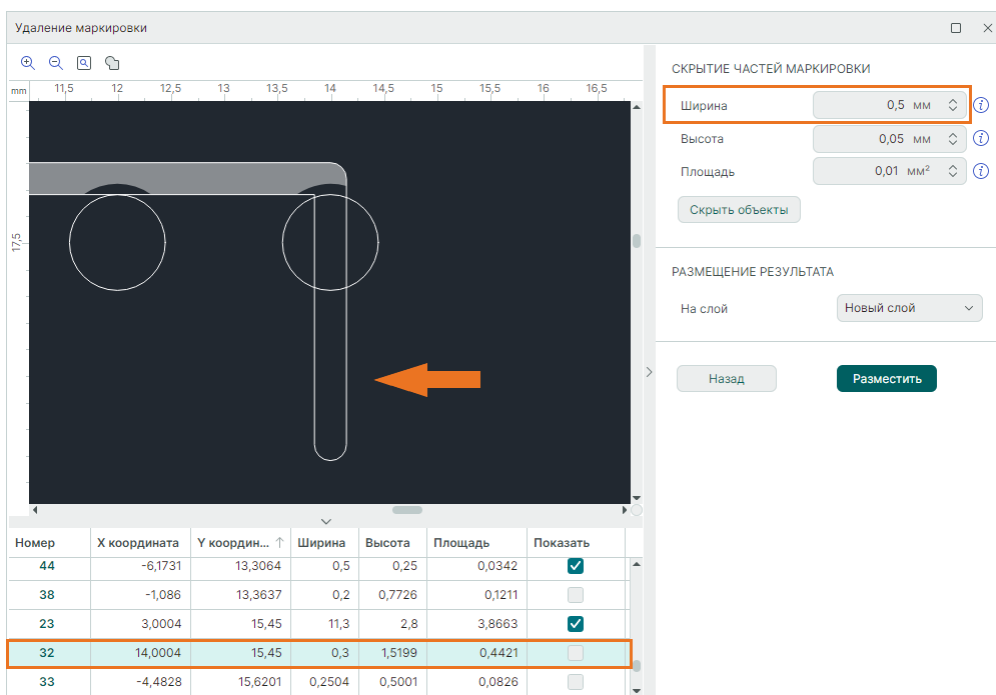 Удаление маркировки
mm 11,5 12 12,5 13 13,5 14 14,5 15 15,5 16 16,5
17,5
СКРЫТИЕ ЧАСТЕЙ МАРКИРОВКИ
Ширина 0,5 мм
Высота 0,05 мм
Площадь 0,01 мм²
Скрыть объекты
РАЗМЕЩЕНИЕ РЕЗУЛЬТАТА
На слой Новый слой
Назад Разместить
Номер X координата Y координ... ↑ Ширина Высота Площадь Показать
44 -6,1731 13,3064 0,5 0,25 0,0342
38 -1,086 13,3637 0,2 0,7726 0,1211
23 3,0004 15,45 11,3 2,8 3,8663
32 14,0004 15,45 0,3 1,5199 0,4421
33 -4,4828 15,6201 0,2504 0,5001 0,0826